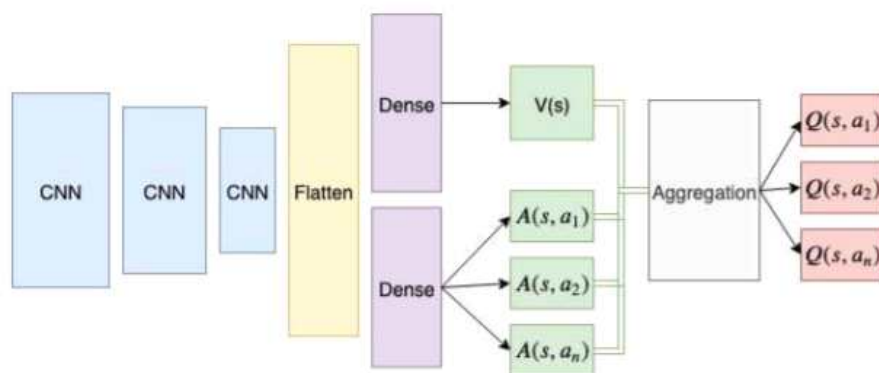 CNN
CNN
CNN
Flatten
Dense
Dense
V(s)
A(s, a₁)
A(s, a₂)
A(s, aₙ)
Aggregation
Q(s, a₁)
Q(s, a₂)
Q(s, aₙ)